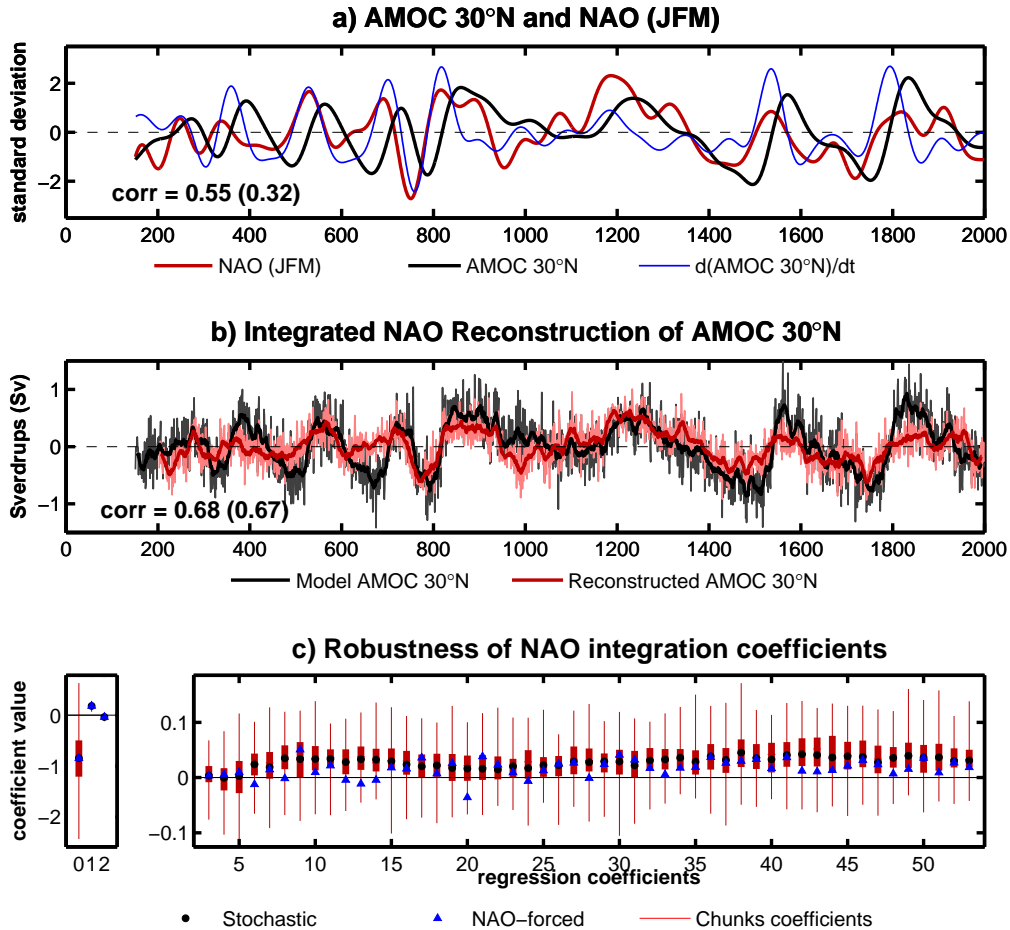 a) AMOC 30°N and NAO (JFM)
standard deviation
2
0
−2
corr = 0.55 (0.32)
0 200 400 600 800 1000 1200 1400 1600 1800 2000
NAO (JFM) AMOC 30°N d(AMOC 30°N)/dt
b) Integrated NAO Reconstruction of AMOC 30°N
Sverdrups (Sv)
1
0
−1
corr = 0.68 (0.67)
0 200 400 600 800 1000 1200 1400 1600 1800 2000
Model AMOC 30°N Reconstructed AMOC 30°N
c) Robustness of NAO integration coefficients
coefficient value
0
−1
−2
0 1 2
0.1
0
−0.1
5 10 15 20 25 30 35 40 45 50
regression coefficients
Stochastic NAO−forced Chunks coefficients